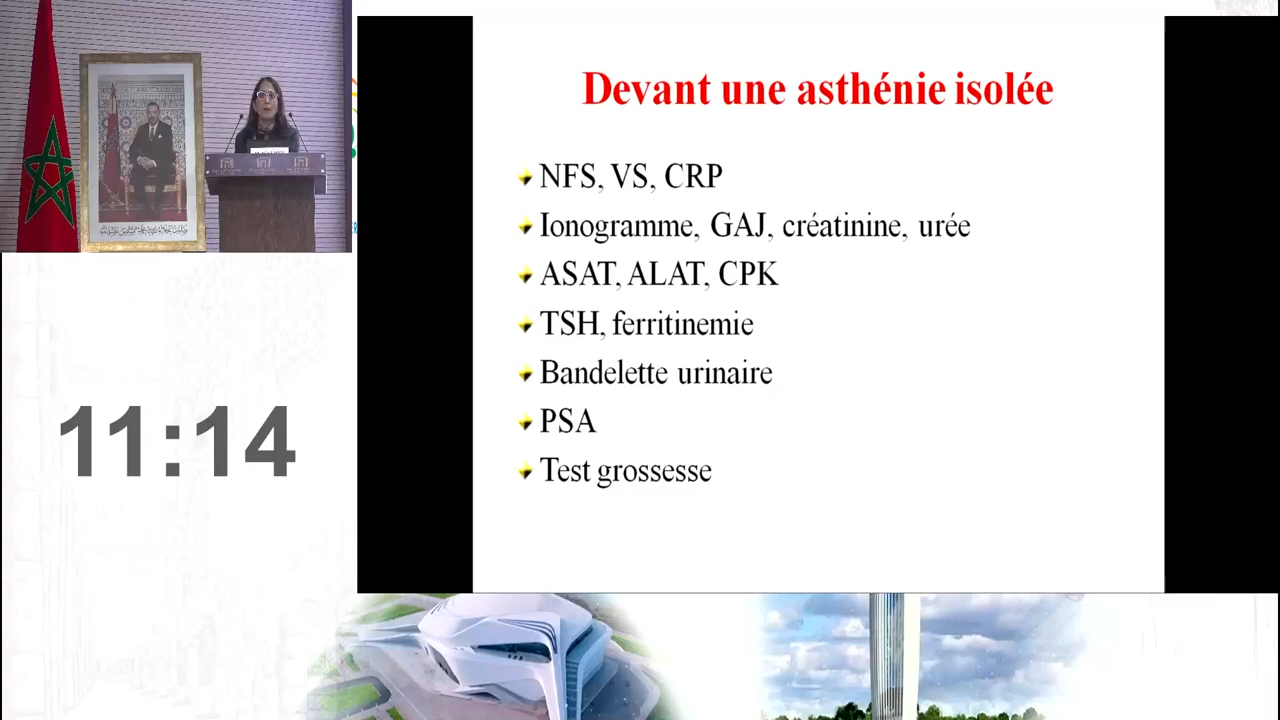 Devant une asthénie isolée
NFS, VS, CRP
Ionogramme, GAJ, créatinine, urée
ASAT, ALAT, CPK
TSH, ferritinemie
Bandelette urinaire
PSA
Test grossesse
11:14